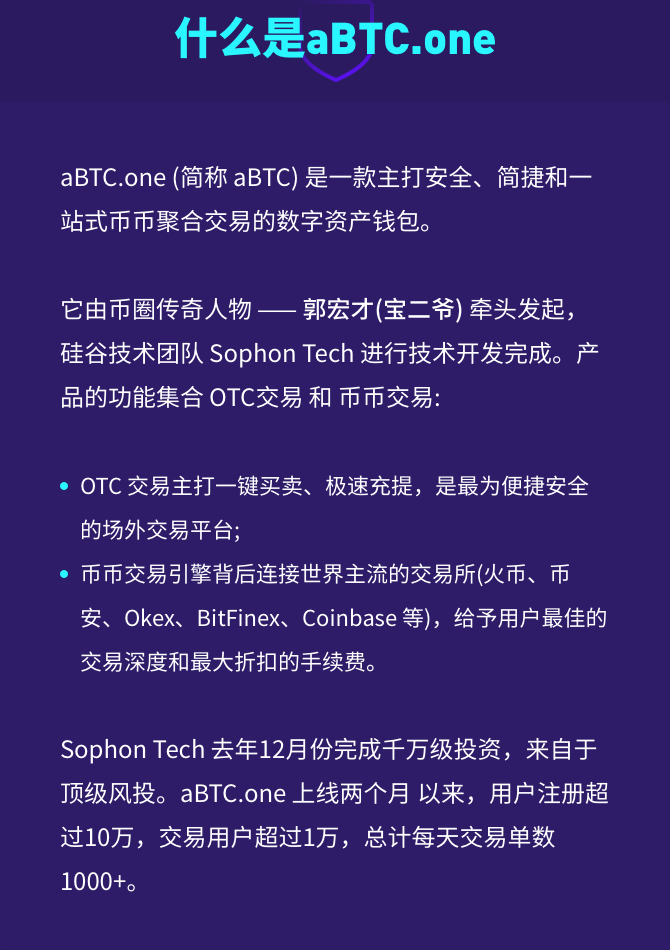 什么是aBTC.one
aBTC.one (简称 aBTC) 是一款主打安全、简捷和一
站式币币聚合交易的数字资产钱包。
它由币圈传奇人物 —— 郭宏才(宝二爷) 牵头发起，
硅谷技术团队 Sophon Tech 进行技术开发完成。产
品的功能集合 OTC交易 和 币币交易:
• OTC 交易主打一键买卖、极速充提，是最为便捷安全
的场外交易平台;
• 币币交易引擎背后连接世界主流的交易所(火币、币
安、Okex、BitFinex、Coinbase 等)，给予用户最佳的
交易深度和最大折扣的手续费。
Sophon Tech 去年12月份完成千万级投资，来自于
顶级风投。aBTC.one 上线两个月 以来，用户注册超
过10万，交易用户超过1万，总计每天交易单数
1000+。